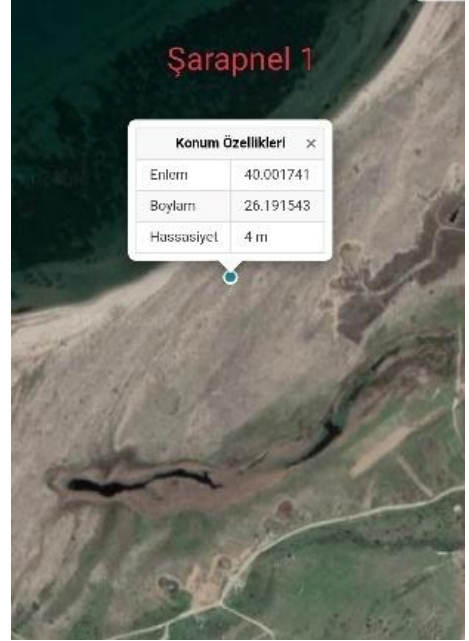 Şarapnel 1
Konum Özellikleri ×
Enlem 40.001741
Boylam 26.191543
Hassasiyet 4 m